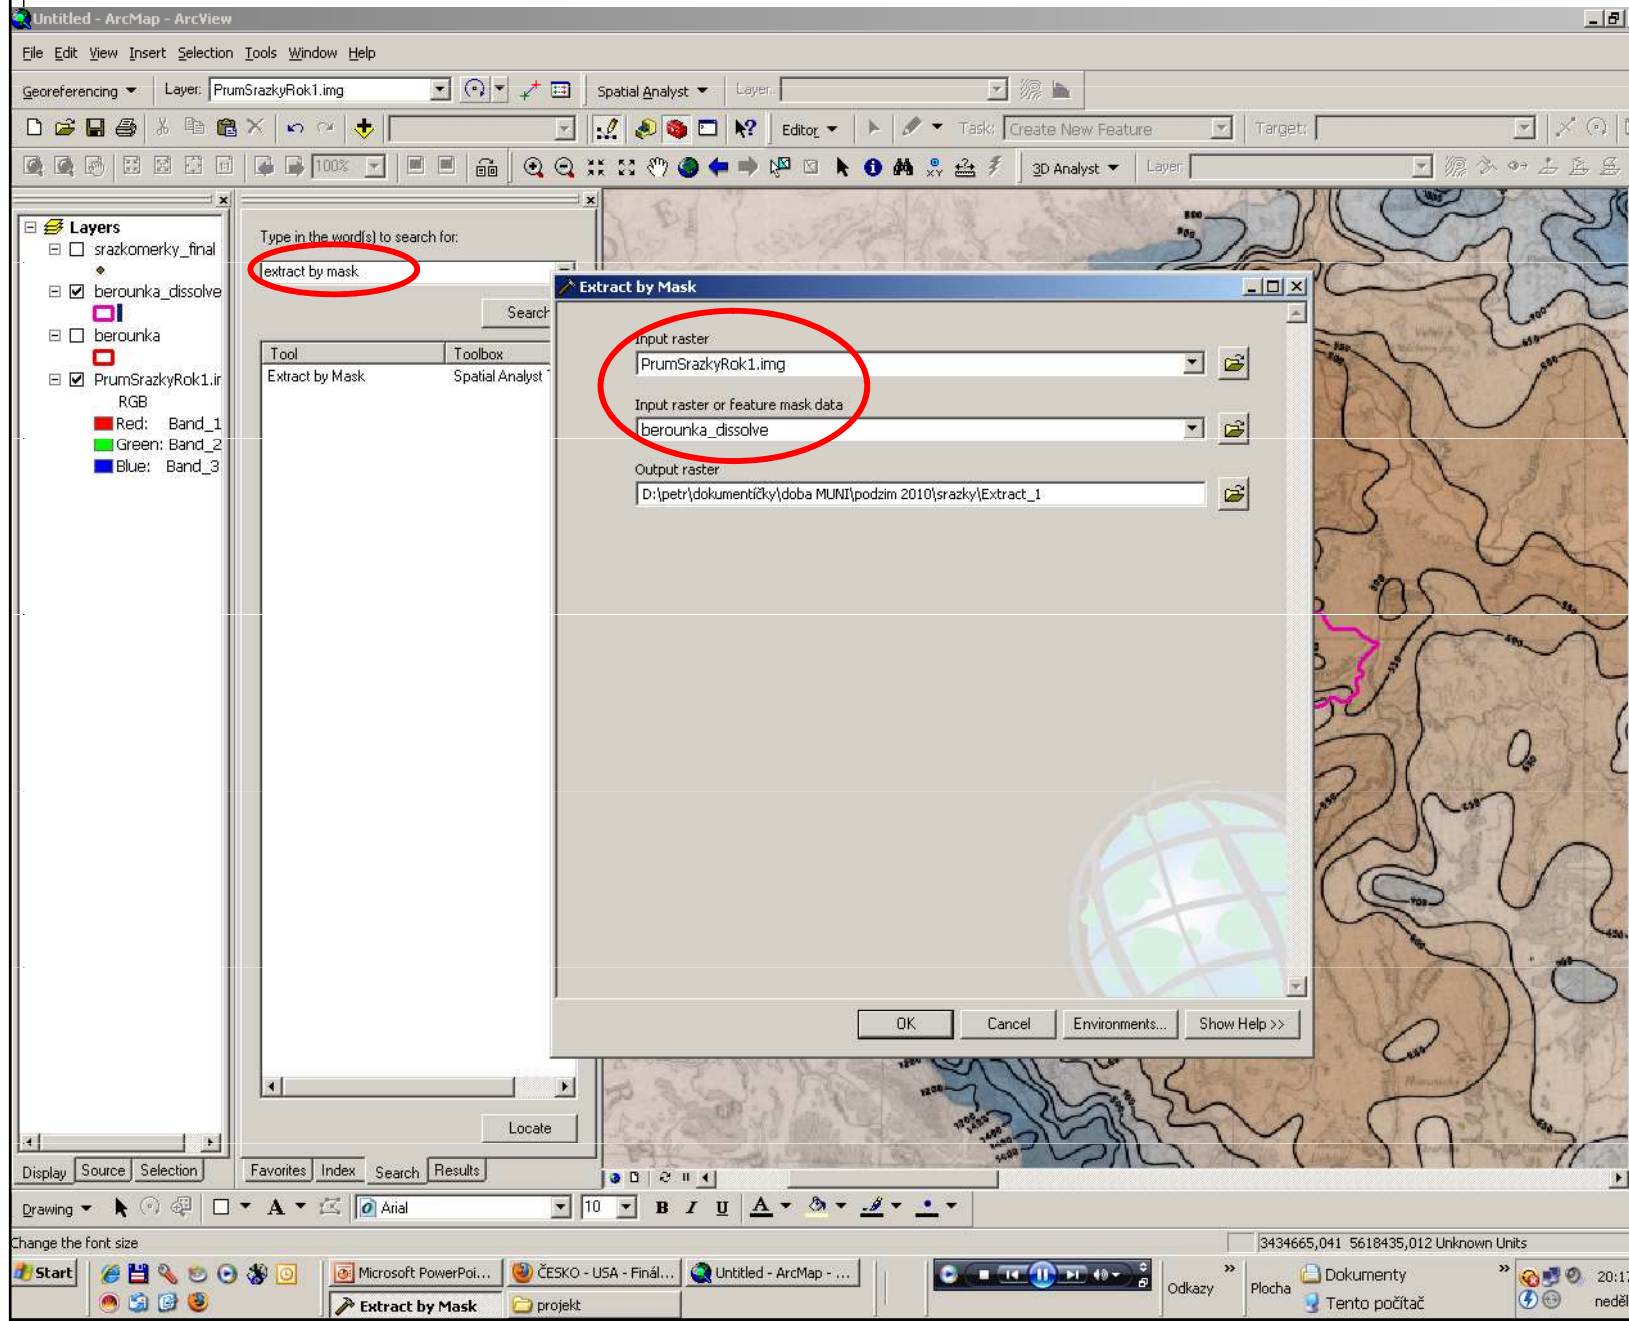 Untitled - ArcMap - ArcView
File Edit View Insert Selection Tools Window Help
Georeferencing Layer: PrumSrazkyRok1.img Spatial Analyst Layer:
Editor Task: Create New Feature Target:
100% 3D Analyst Layer:
Layers
srazkomerky_final
berounka_dissolve
berounka
PrumSrazkyRok1.ir
RGB
Red: Band_1
Green: Band_2
Blue: Band_3
Display Source Selection
Type in the word(s) to search for:
extract by mask
Search
Tool Toolbox
Extract by Mask Spatial Analyst
Locate
Favorites Index Search Results
Extract by Mask
Input raster
PrumSrazkyRok1.img
Input raster or feature mask data
berounka_dissolve
Output raster
D:\petr\dokumentíčky\doba MUNI\podzim 2010\srazky\Extract_1
OK Cancel Environments... Show Help >>
Drawing A Arial 10 B I U A
Change the font size
3434665,041 5618435,012 Unknown Units
Start Microsoft PowerPoi... ČESKO - USA - Finál... Untitled - ArcMap - ...
Extract by Mask projekt
Odkazy Plocha Dokumenty
Tento počítač
20:17
neděl